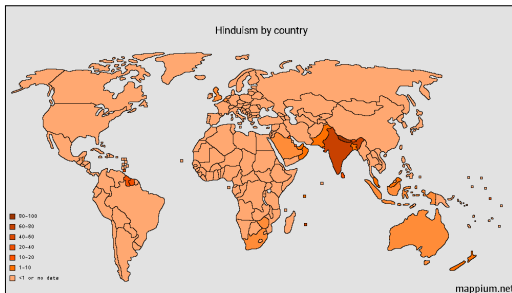 Hinduism by country
80-100
60-80
40-60
20-40
10-20
1-10
<1 or no data
mappium.net